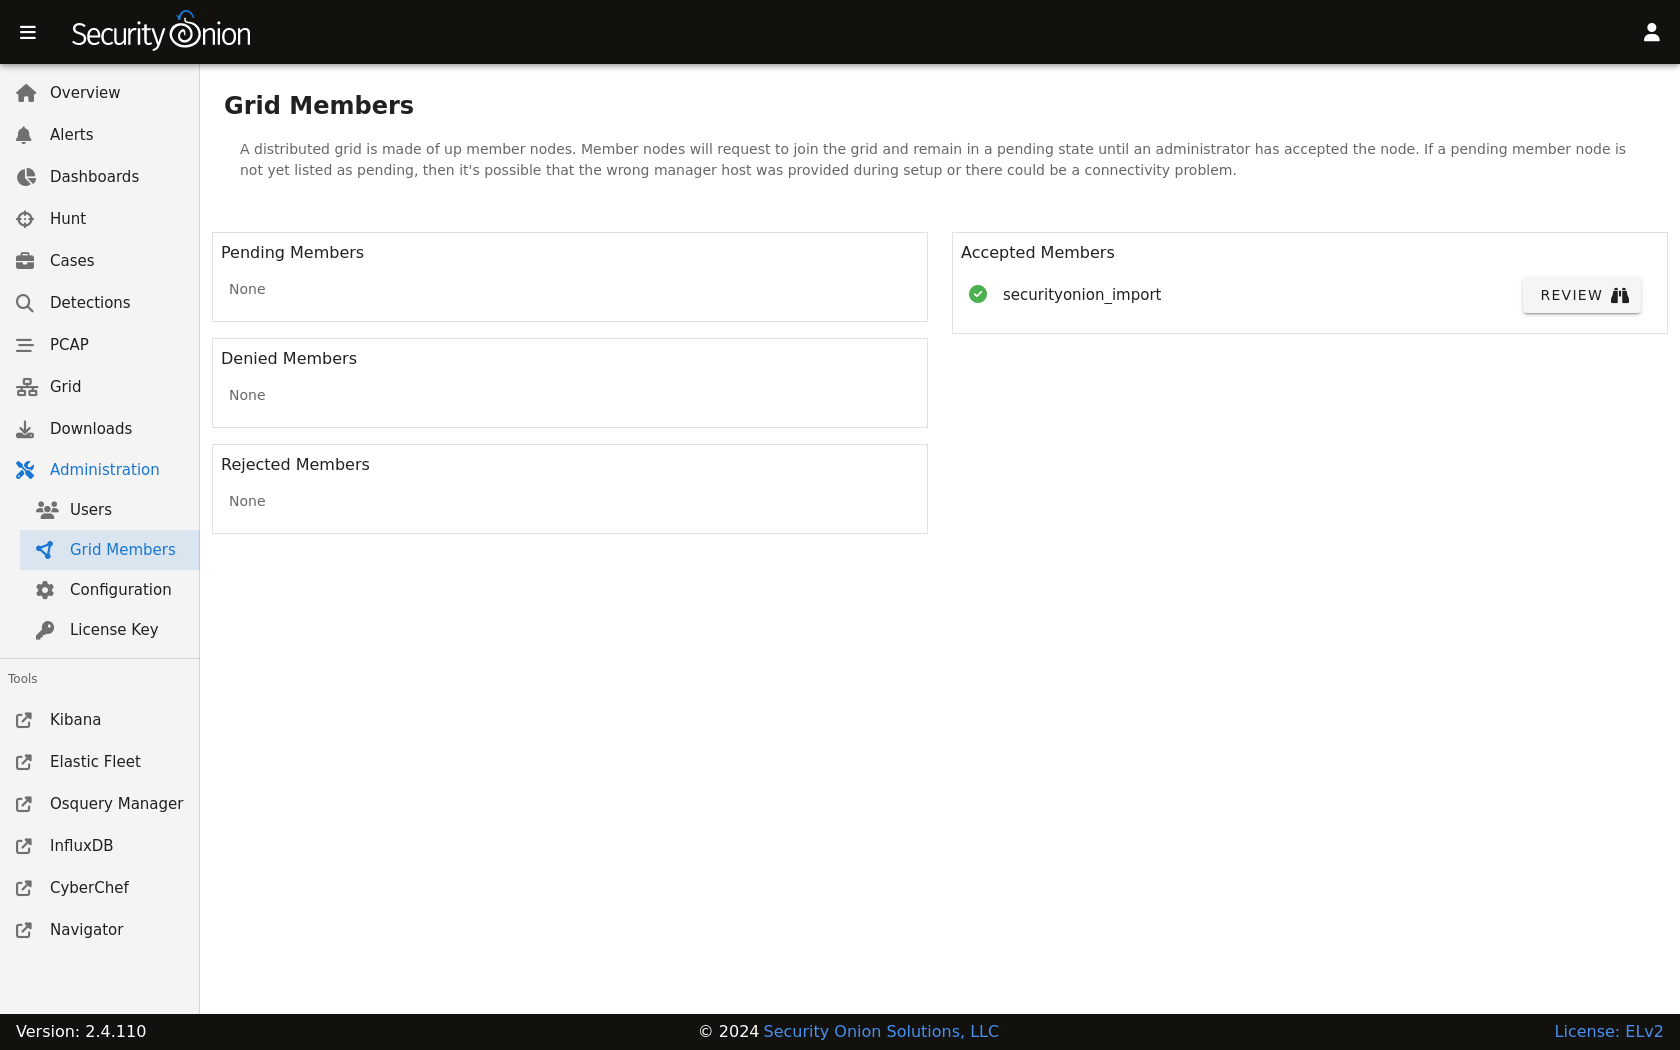 Security Onion
Overview
Alerts
Dashboards
Hunt
Cases
Detections
PCAP
Grid
Downloads
Administration
Users
Grid Members
Configuration
License Key
Tools
Kibana
Elastic Fleet
Osquery Manager
InfluxDB
CyberChef
Navigator
Grid Members
A distributed grid is made of up member nodes. Member nodes will request to join the grid and remain in a pending state until an administrator has accepted the node. If a pending member node is
not yet listed as pending, then it's possible that the wrong manager host was provided during setup or there could be a connectivity problem.
Pending Members
None
Denied Members
None
Rejected Members
None
Accepted Members
securityonion_import
REVIEW
Version: 2.4.110
© 2024 Security Onion Solutions, LLC
License: ELv2